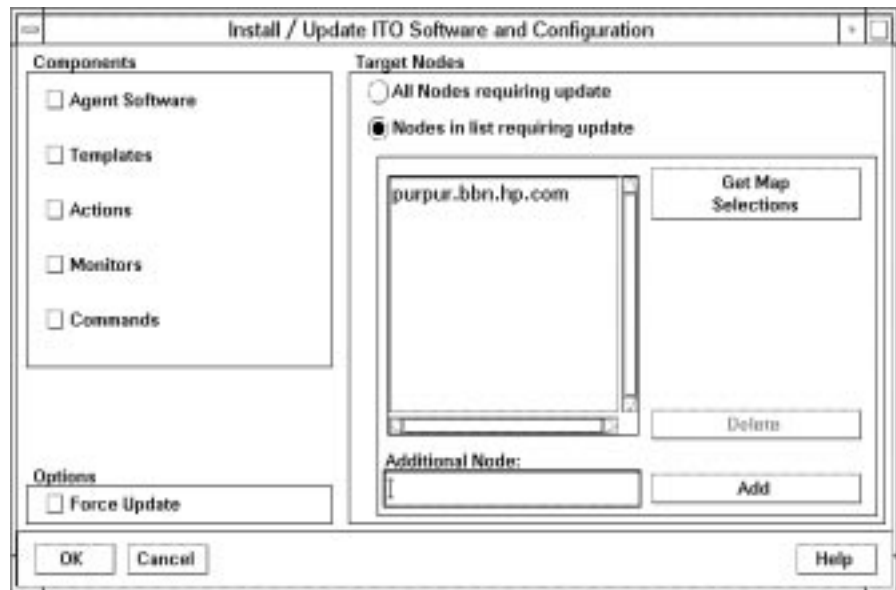 Install / Update ITO Software and Configuration
Components
Agent Software
Templates
Actions
Monitors
Commands
Options
Force Update
Target Nodes
All Nodes requiring update
Nodes in list requiring update
purpur.bbn.hp.com
Get Map
Selections
Delete
Additional Node:
Add
OK
Cancel
Help